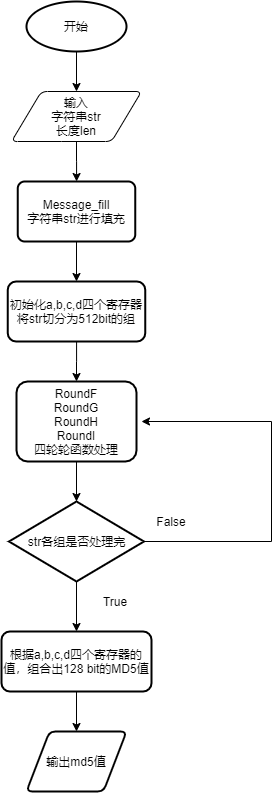 开始
输入
字符串str
长度len
Message_fill
字符串str进行填充
初始化a,b,c,d四个寄存器
将str切分为512bit的组
RoundF
RoundG
RoundH
RoundI
四轮轮函数处理
str各组是否处理完
False
True
根据a,b,c,d四个寄存器的
值，组合出128 bit的MD5值
输出md5值